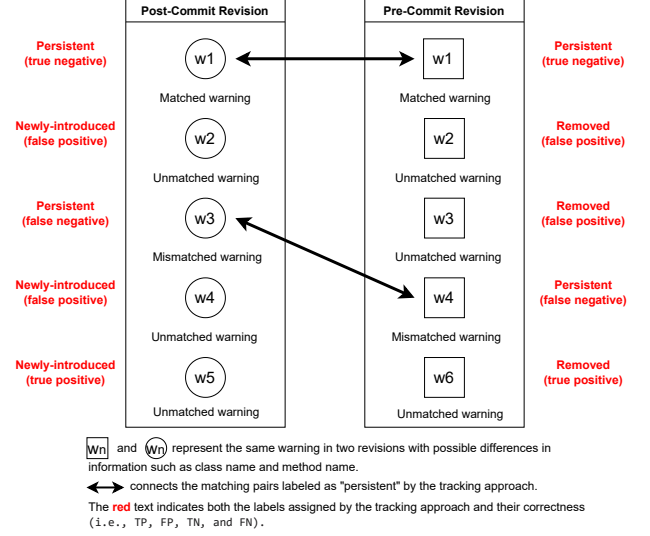 Post-Commit Revision
Pre-Commit Revision
Persistent
(true negative)
w1
w1
Persistent
(true negative)
Matched warning
Matched warning
Newly-introduced
(false positive)
w2
w2
Removed
(false positive)
Unmatched warning
Unmatched warning
Persistent
(false negative)
w3
w3
Removed
(false positive)
Mismatched warning
Unmatched warning
Newly-introduced
(false positive)
w4
w4
Persistent
(false negative)
Unmatched warning
Mismatched warning
Newly-introduced
(true positive)
w5
w6
Removed
(true positive)
Unmatched warning
Unmatched warning
Wn and Wn represent the same warning in two revisions with possible differences in
information such as class name and method name.
connects the matching pairs labeled as "persistent" by the tracking approach.
The red text indicates both the labels assigned by the tracking approach and their correctness
(i.e., TP, FP, TN, and FN).